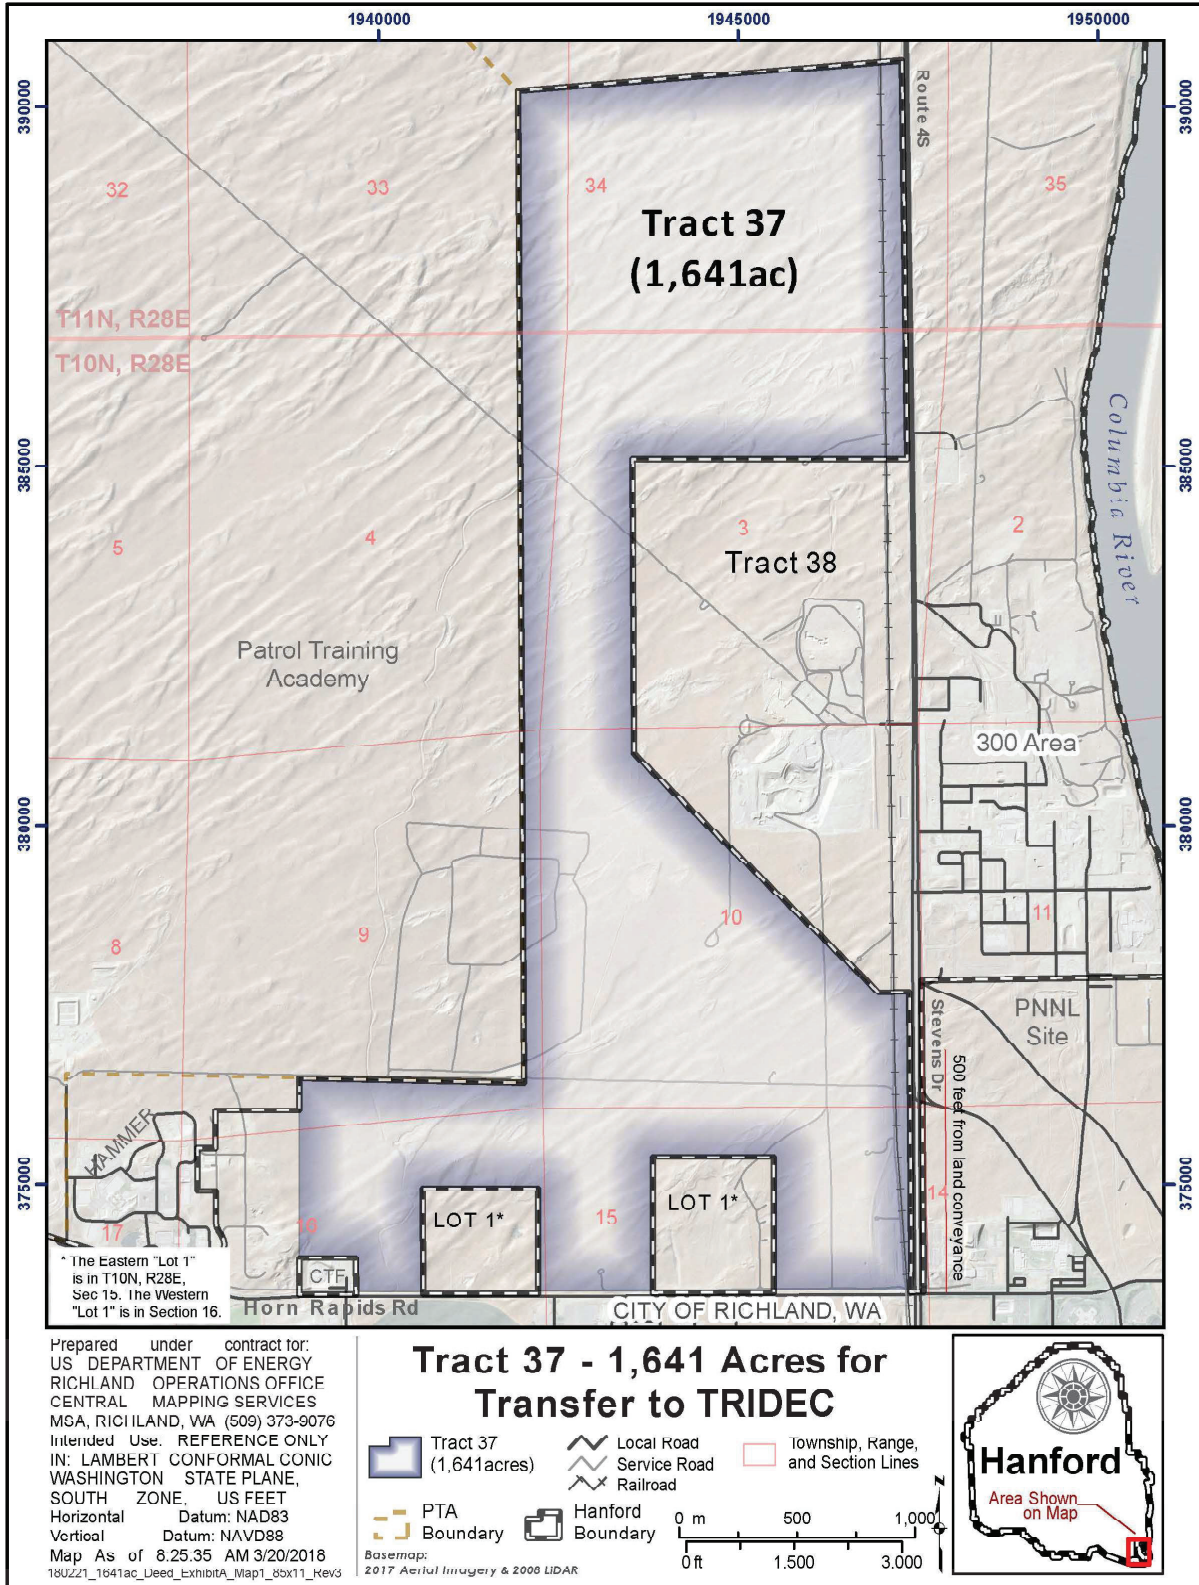 1940000
1945000
1950000
390000
390000
385000
385000
380000
380000
375000
375000
Route 4S
32
33
34
35
Tract 37
(1,641ac)
T11N, R28E
T10N, R28E
Columbia River
5
4
3
2
Tract 38
Patrol Training
Academy
300 Area
8
9
10
11
Stevens Dr
PNNL
Site
500 feet from land conveyance
HAMMER
17
16
15
14
LOT 1*
LOT 1*
CTF
* The Eastern "Lot 1"
is in T10N, R28E,
Sec 15. The Western
"Lot 1" is in Section 16.
Horn Rapids Rd
CITY OF RICHLAND, WA
Prepared under contract for:
US DEPARTMENT OF ENERGY
RICHLAND OPERATIONS OFFICE
CENTRAL MAPPING SERVICES
MSA, RICHLAND, WA (509) 373-9076
Intended Use: REFERENCE ONLY
IN: LAMBERT CONFORMAL CONIC
WASHINGTON STATE PLANE,
SOUTH ZONE, US FEET
Horizontal Datum: NAD83
Vertical Datum: NAVD88
Map As of 8.25.35 AM 3/20/2018
180221_1641ac_Deed_ExhibitA_Map1_85x11_Rev3
Tract 37 - 1,641 Acres for
Transfer to TRIDEC
Tract 37
(1,641acres)
Local Road
Service Road
Railroad
Township, Range,
and Section Lines
PTA
Boundary
Hanford
Boundary
0 m 500 1,000
0 ft 1,500 3,000
Z
Basemap:
2017 Aerial Imagery & 2008 LiDAR
Hanford
Area Shown
on Map